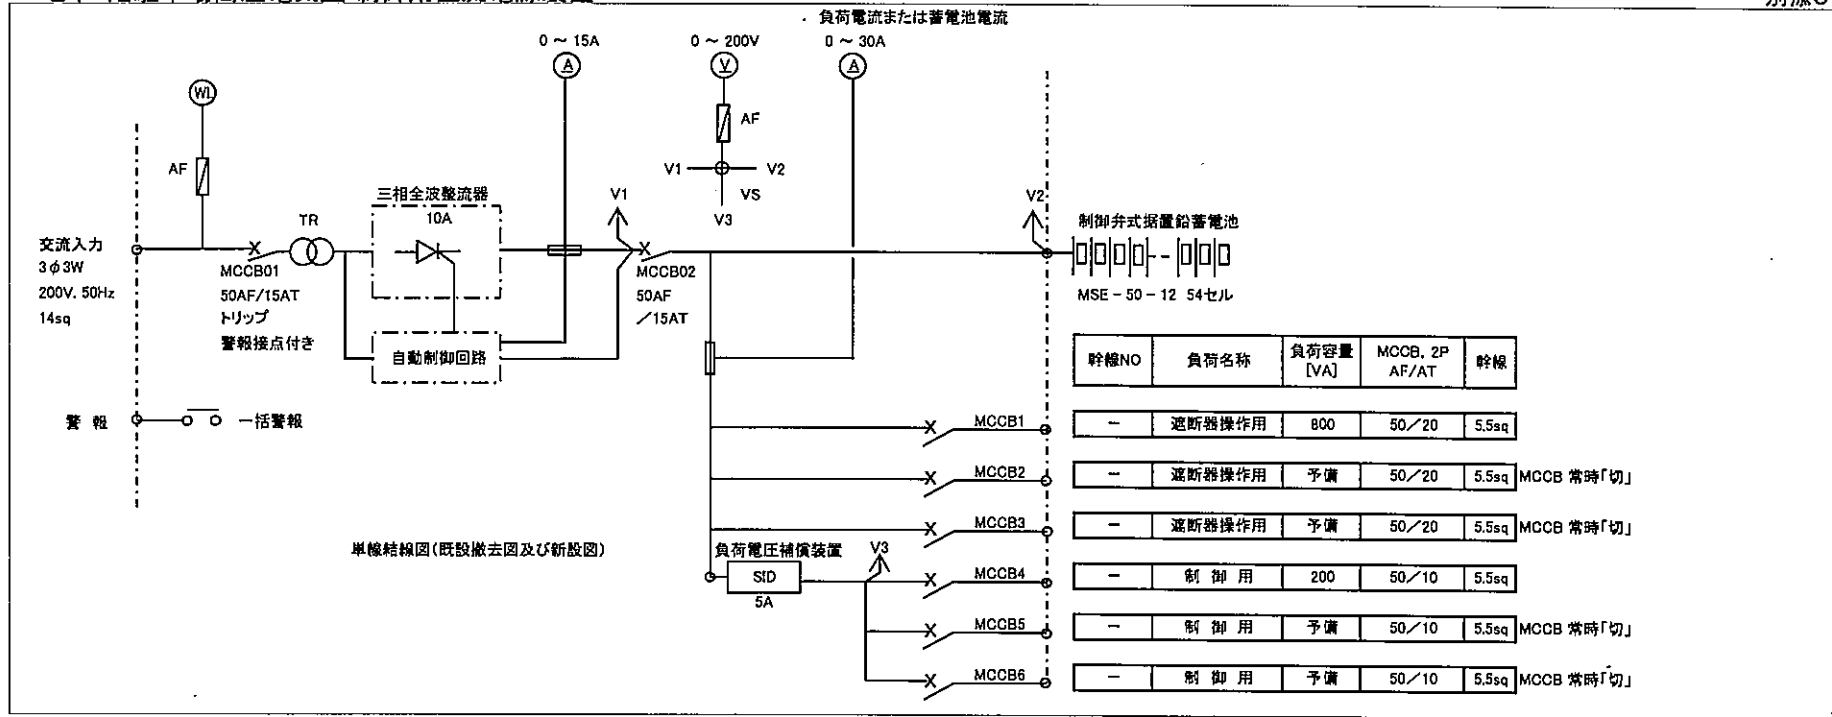 負荷電流または蓄電池電流
0 ~ 15A
0 ~ 200V
0 ~ 30A
A
V
A
WL
AF
AF
V1
V2
VS
V3
三相全波整流器
10A
TR
V1
V2
制御弁式据置鉛蓄電池
MSE-50-12 54セル
交流入力
3φ3W
200V. 50Hz
14sq
MCCB01
50AF/15AT
トリップ
警報接点付き
自動制御回路
MCCB02
50AF
/15AT
警 報
一括警報
単線結線図(既設撤去図及び新設図)
負荷電圧補償装置
SID
5A
V3
幹線NO 負荷名称 負荷容量[VA] MCCB, 2P AF/AT 幹線
MCCB1 - 遮断器操作用 800 50/20 5.5sq
MCCB2 - 遮断器操作用 予備 50/20 5.5sq MCCB 常時「切」
MCCB3 - 遮断器操作用 予備 50/20 5.5sq MCCB 常時「切」
MCCB4 - 制 御 用 200 50/10 5.5sq
MCCB5 - 制 御 用 予備 50/10 5.5sq MCCB 常時「切」
MCCB6 - 制 御 用 予備 50/10 5.5sq MCCB 常時「切」